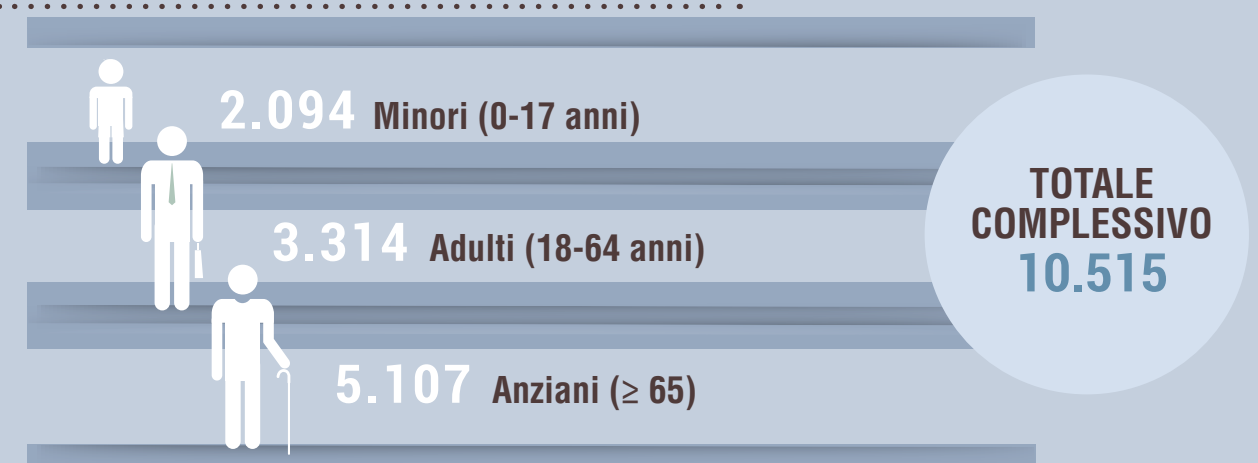 2.094 Minori (0-17 anni)
3.314 Adulti (18-64 anni)
5.107 Anziani (≥ 65)
TOTALE
COMPLESSIVO
10.515